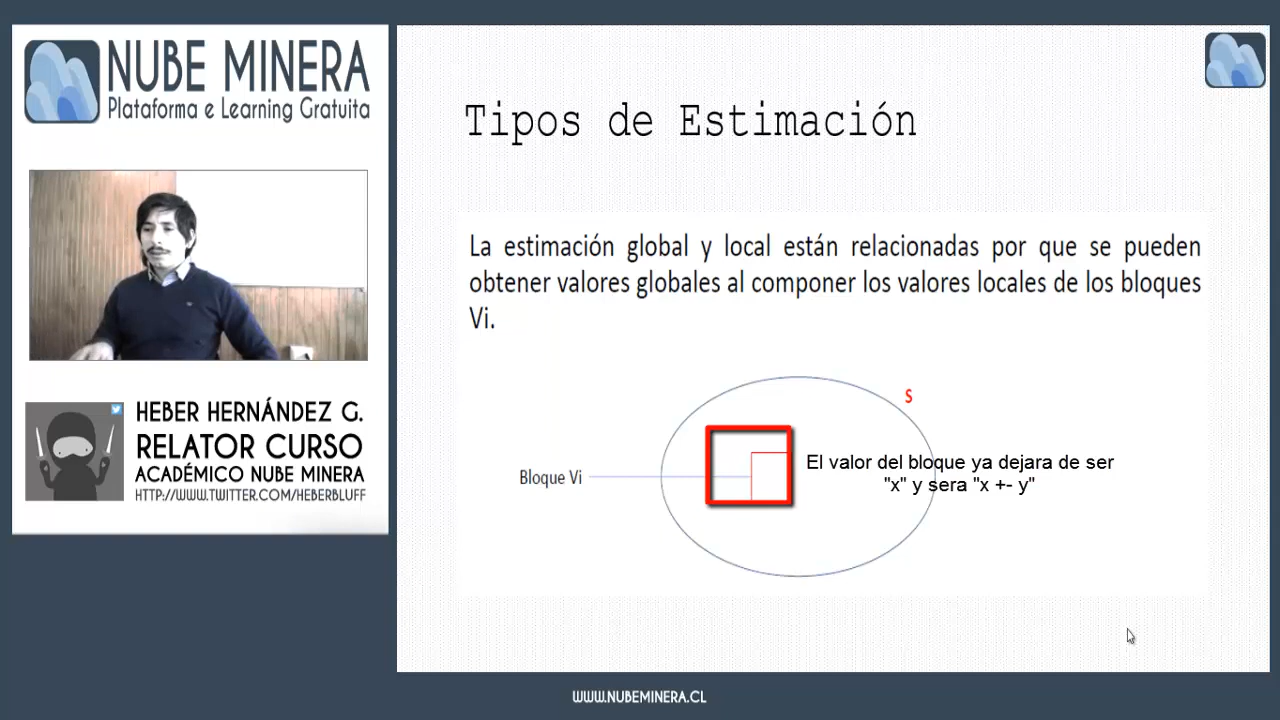 NUBE MINERA
Plataforma e Learning Gratuita
HEBER HERNÁNDEZ G.
RELATOR CURSO
ACADÉMICO NUBE MINERA
HTTP://WWW.TWITTER.COM/HEBERBLUFF
Tipos de Estimación
La estimación global y local están relacionadas por que se pueden
obtener valores globales al componer los valores locales de los bloques
Vi.
S
Bloque Vi
El valor del bloque ya dejara de ser
"x" y sera "x +- y"
WWW.NUBEMINERA.CL